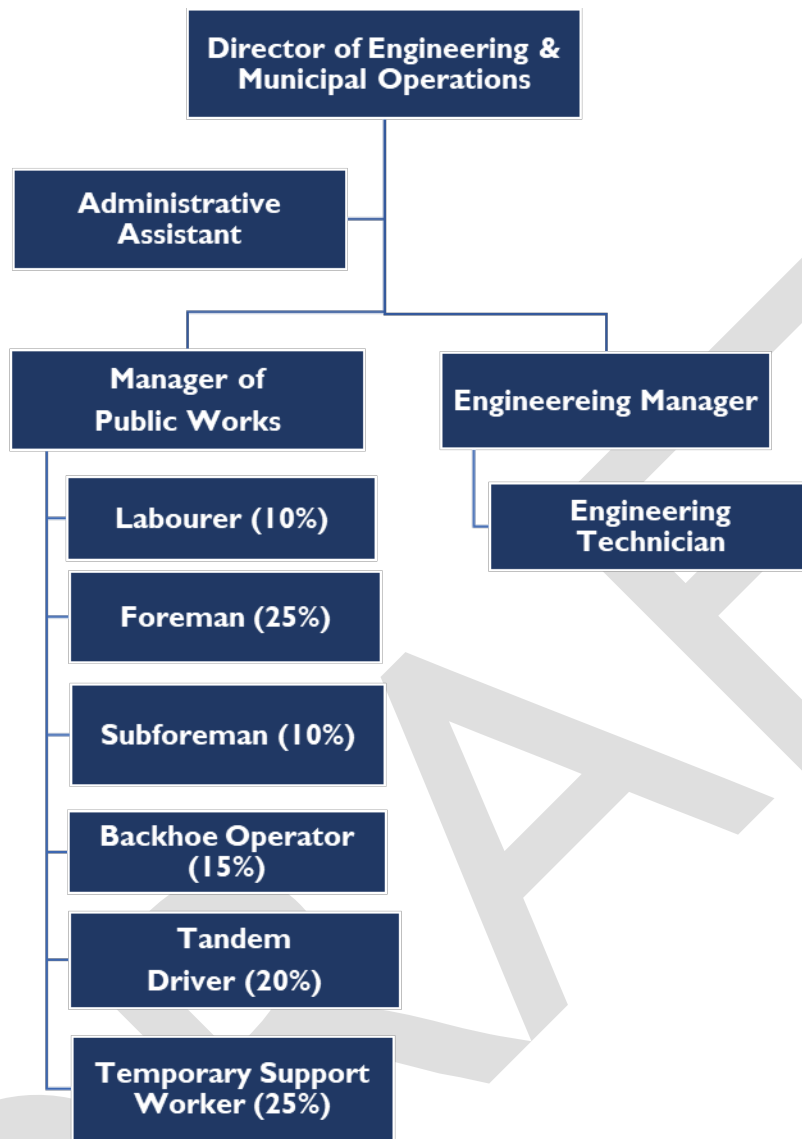 Director of Engineering &
Municipal Operations
Administrative
Assistant
Manager of
Public Works
Engineereing Manager
Labourer (10%)
Engineering
Technician
Foreman (25%)
Subforeman (10%)
Backhoe Operator
(15%)
Tandem
Driver (20%)
Temporary Support
Worker (25%)